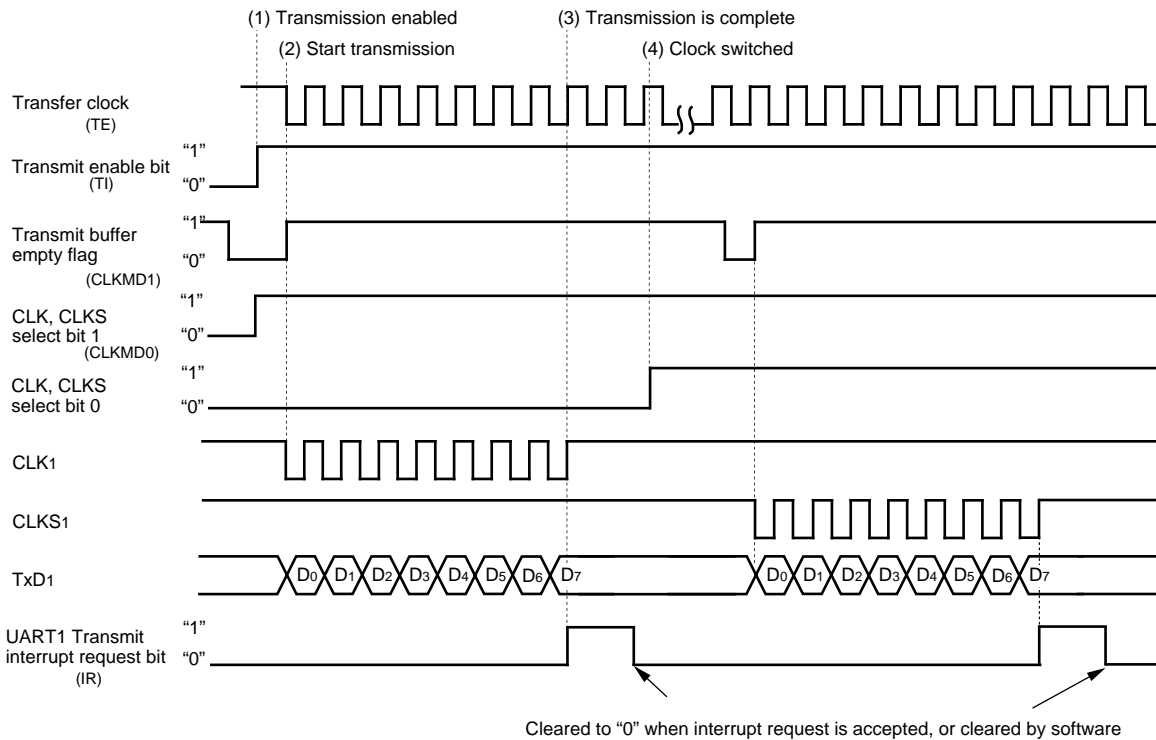 (1) Transmission enabled
(3) Transmission is complete
(2) Start transmission
(4) Clock switched
Transfer clock
(TE)
Transmit enable bit
(TI)
“1”
“0”
Transmit buffer
empty flag
(CLKMD1)
“1”
“0”
CLK, CLKS
select bit 1
(CLKMD0)
“1”
“0”
CLK, CLKS
select bit 0
“1”
“0”
CLK1
CLKS1
TxD1
D0 D1 D2 D3 D4 D5 D6 D7 D0 D1 D2 D3 D4 D5 D6 D7
UART1 Transmit
interrupt request bit
(IR)
“1”
“0”
Cleared to “0” when interrupt request is accepted, or cleared by software